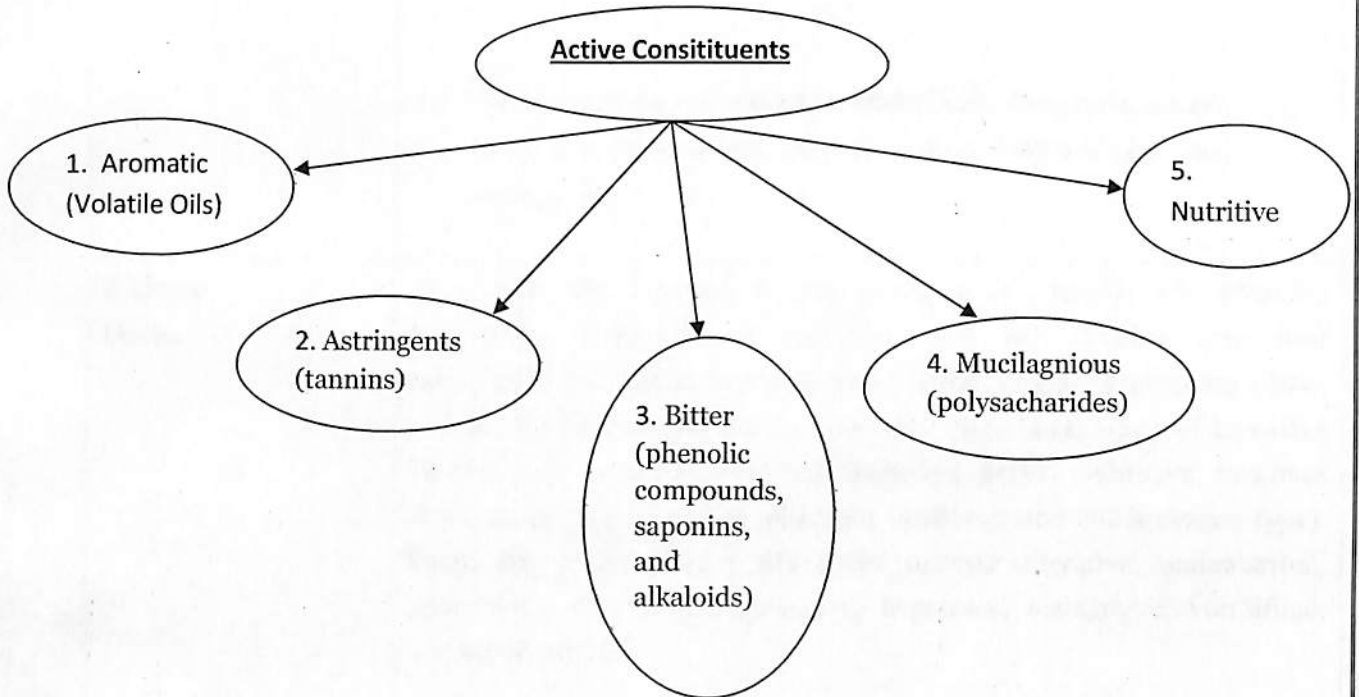 Active Consitituents
1. Aromatic
(Volatile Oils)
5.
Nutritive
2. Astringents
(tannins)
3. Bitter
(phenolic
compounds,
saponins,
and
alkaloids)
4. Mucilagnious
(polysacharides)